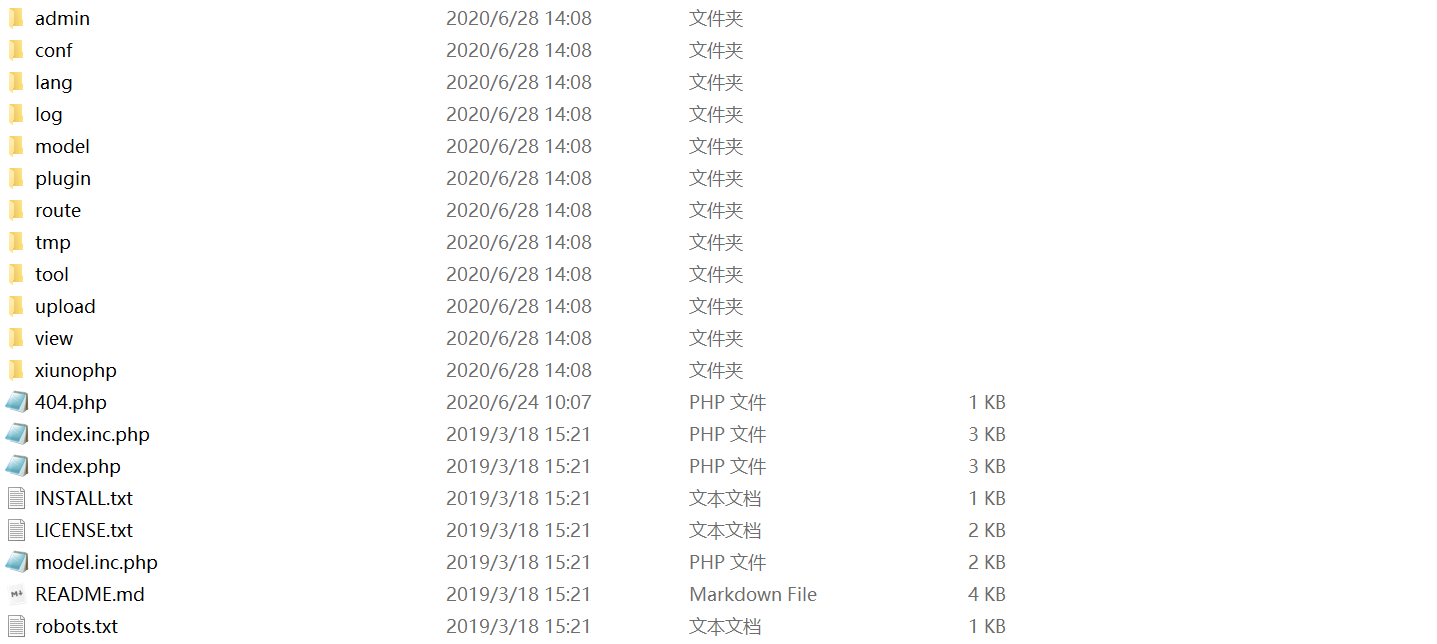 admin 2020/6/28 14:08 文件夹
conf 2020/6/28 14:08 文件夹
lang 2020/6/28 14:08 文件夹
log 2020/6/28 14:08 文件夹
model 2020/6/28 14:08 文件夹
plugin 2020/6/28 14:08 文件夹
route 2020/6/28 14:08 文件夹
tmp 2020/6/28 14:08 文件夹
tool 2020/6/28 14:08 文件夹
upload 2020/6/28 14:08 文件夹
view 2020/6/28 14:08 文件夹
xiunophp 2020/6/28 14:08 文件夹
404.php 2020/6/24 10:07 PHP 文件 1 KB
index.inc.php 2019/3/18 15:21 PHP 文件 3 KB
index.php 2019/3/18 15:21 PHP 文件 3 KB
INSTALL.txt 2019/3/18 15:21 文本文档 1 KB
LICENSE.txt 2019/3/18 15:21 文本文档 2 KB
model.inc.php 2019/3/18 15:21 PHP 文件 2 KB
README.md 2019/3/18 15:21 Markdown File 4 KB
robots.txt 2019/3/18 15:21 文本文档 1 KB